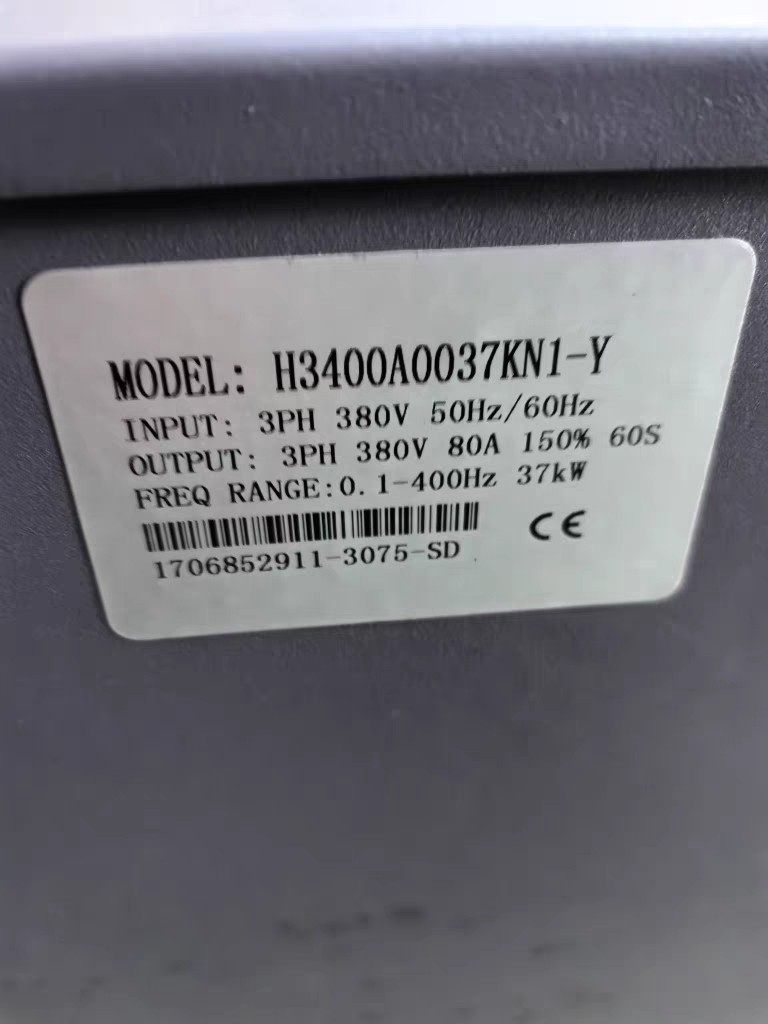 MODEL: H3400A0037KN1-Y
INPUT: 3PH 380V 50Hz/60Hz
OUTPUT: 3PH 380V 80A 150% 60S
FREQ RANGE:0.1-400Hz 37kW
CE
1706852911-3075-SD